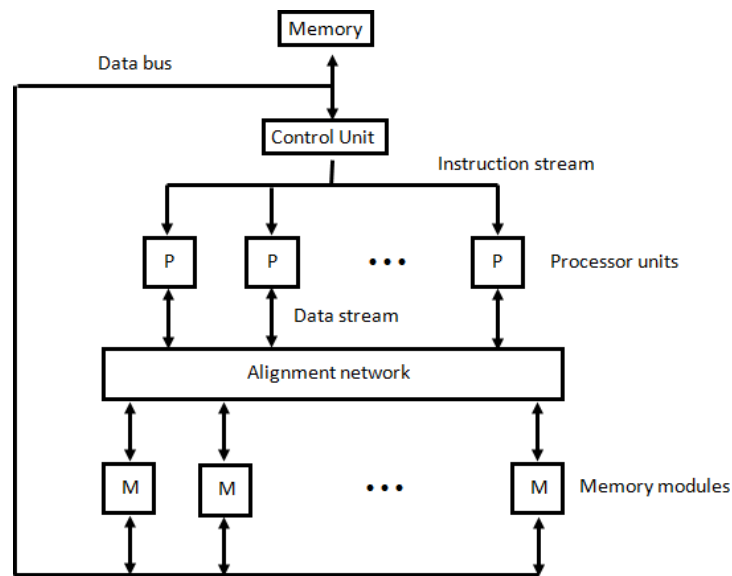 Memory
Data bus
Control Unit
Instruction stream
P P ••• P Processor units
Data stream
Alignment network
M M ••• M Memory modules